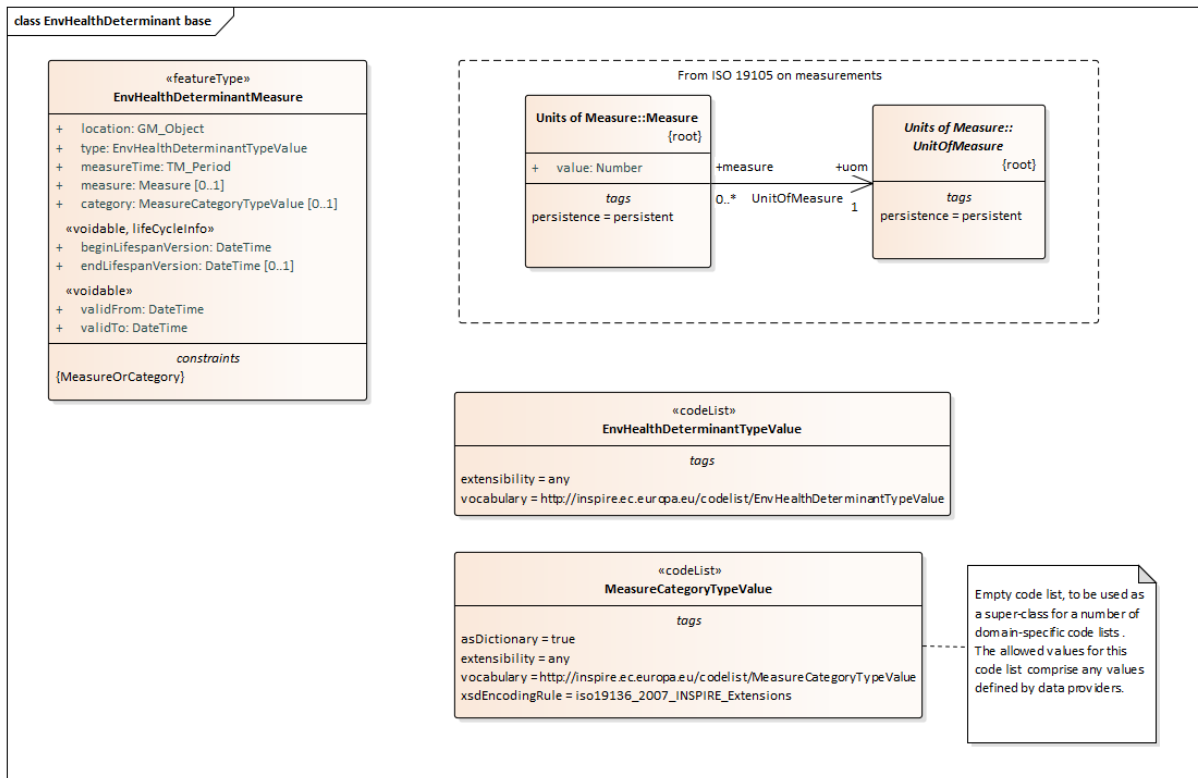 class EnvHealthDeterminant base
«featureType»
EnvHealthDeterminantMeasure
+ location: GM_Object
+ type: EnvHealthDeterminantTypeValue
+ measureTime: TM_Period
+ measure: Measure [0..1]
+ category: MeasureCategoryTypeValue [0..1]
«voidable, lifeCycleInfo»
+ beginLifespanVersion: DateTime
+ endLifespanVersion: DateTime [0..1]
«voidable»
+ validFrom: DateTime
+ validTo: DateTime
constraints
{MeasureOrCategory}
From ISO 19105 on measurements
Units of Measure::Measure
{root}
+ value: Number
tags
persistence = persistent
+measure
+uom
0..*
UnitOfMeasure
1
Units of Measure::
UnitOfMeasure
{root}
tags
persistence = persistent
«codeList»
EnvHealthDeterminantTypeValue
tags
extensibility = any
vocabulary = http://inspire.ec.europa.eu/codelist/EnvHealthDeterminantTypeValue
«codeList»
MeasureCategoryTypeValue
tags
asDictionary = true
extensibility = any
vocabulary = http://inspire.ec.europa.eu/codelist/MeasureCategoryTypeValue
xsdEncodingRule = iso19136_2007_INSPIRE_Extensions
Empty code list, to be used as
a super-class for a number of
domain-specific code lists .
The allowed values for this
code list comprise any values
defined by data providers.